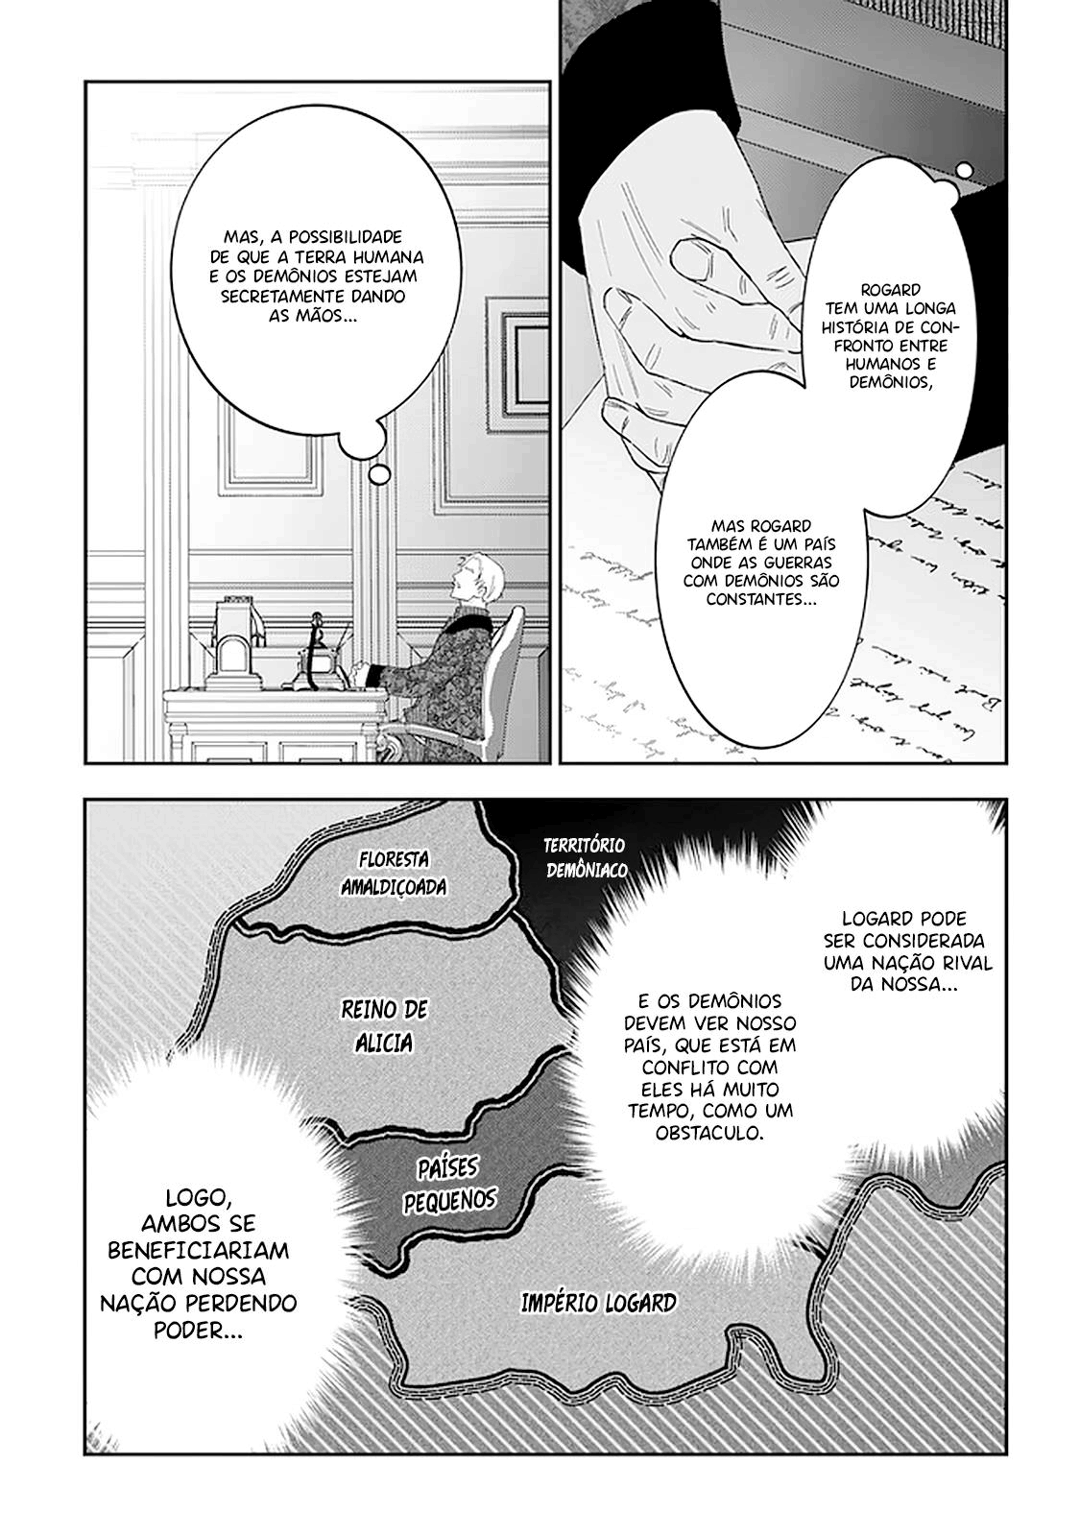 ROGARD
TEM UMA LONGA
HISTÓRIA DE CON-
FRONTO ENTRE
HUMANOS E
DEMÔNIOS,
MAS ROGARD
TAMBÉM É UM PAÍS
ONDE AS GUERRAS
COM DEMÔNIOS SÃO
CONSTANTES...
MAS, A POSSIBILIDADE
DE QUE A TERRA HUMANA
E OS DEMÔNIOS ESTEJAM
SECRETAMENTE DANDO
AS MÃOS...
LOGARD PODE
SER CONSIDERADA
UMA NAÇÃO RIVAL
DA NOSSA...
E OS DEMÔNIOS
DEVEM VER NOSSO
PAÍS, QUE ESTÁ EM
CONFLITO COM
ELES HÁ MUITO
TEMPO, COMO UM
OBSTACULO.
TERRITÓRIO
DEMÔNIACO
FLORESTA
AMALDIÇOADA
REINO DE
ALICIA
PAÍSES
PEQUENOS
IMPÉRIO LOGARD
LOGO,
AMBOS SE
BENEFICIARIAM
COM NOSSA
NAÇÃO PERDENDO
PODER...